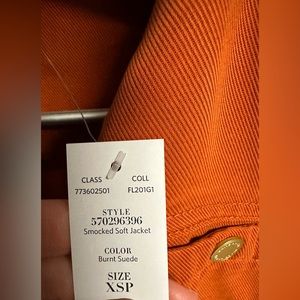 CLASS COLL
773602501 FL201G1
STYLE
570296396
Smocked Soft Jacket
COLOR
Burnt Suede
SIZE
XSP